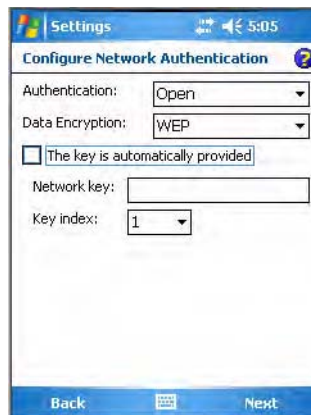 Settings 5:05
Configure Network Authentication ?
Authentication: Open
Data Encryption: WEP
The key is automatically provided
Network key:
Key index: 1
Back Next